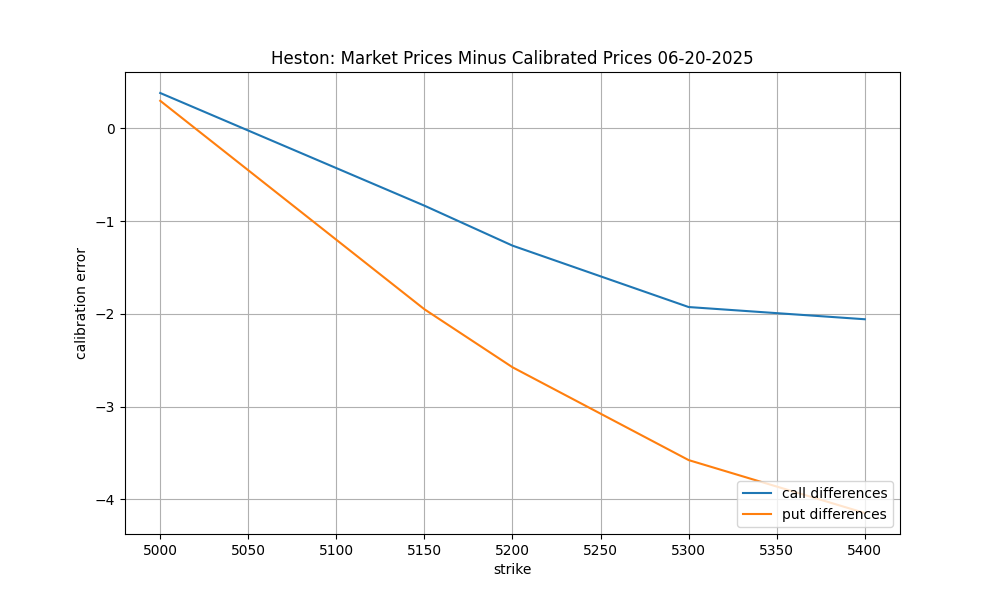 Heston: Market Prices Minus Calibrated Prices 06-20-2025
calibration error
0
−1
−2
−3
−4
call differences
put differences
5000 5050 5100 5150 5200 5250 5300 5350 5400
strike